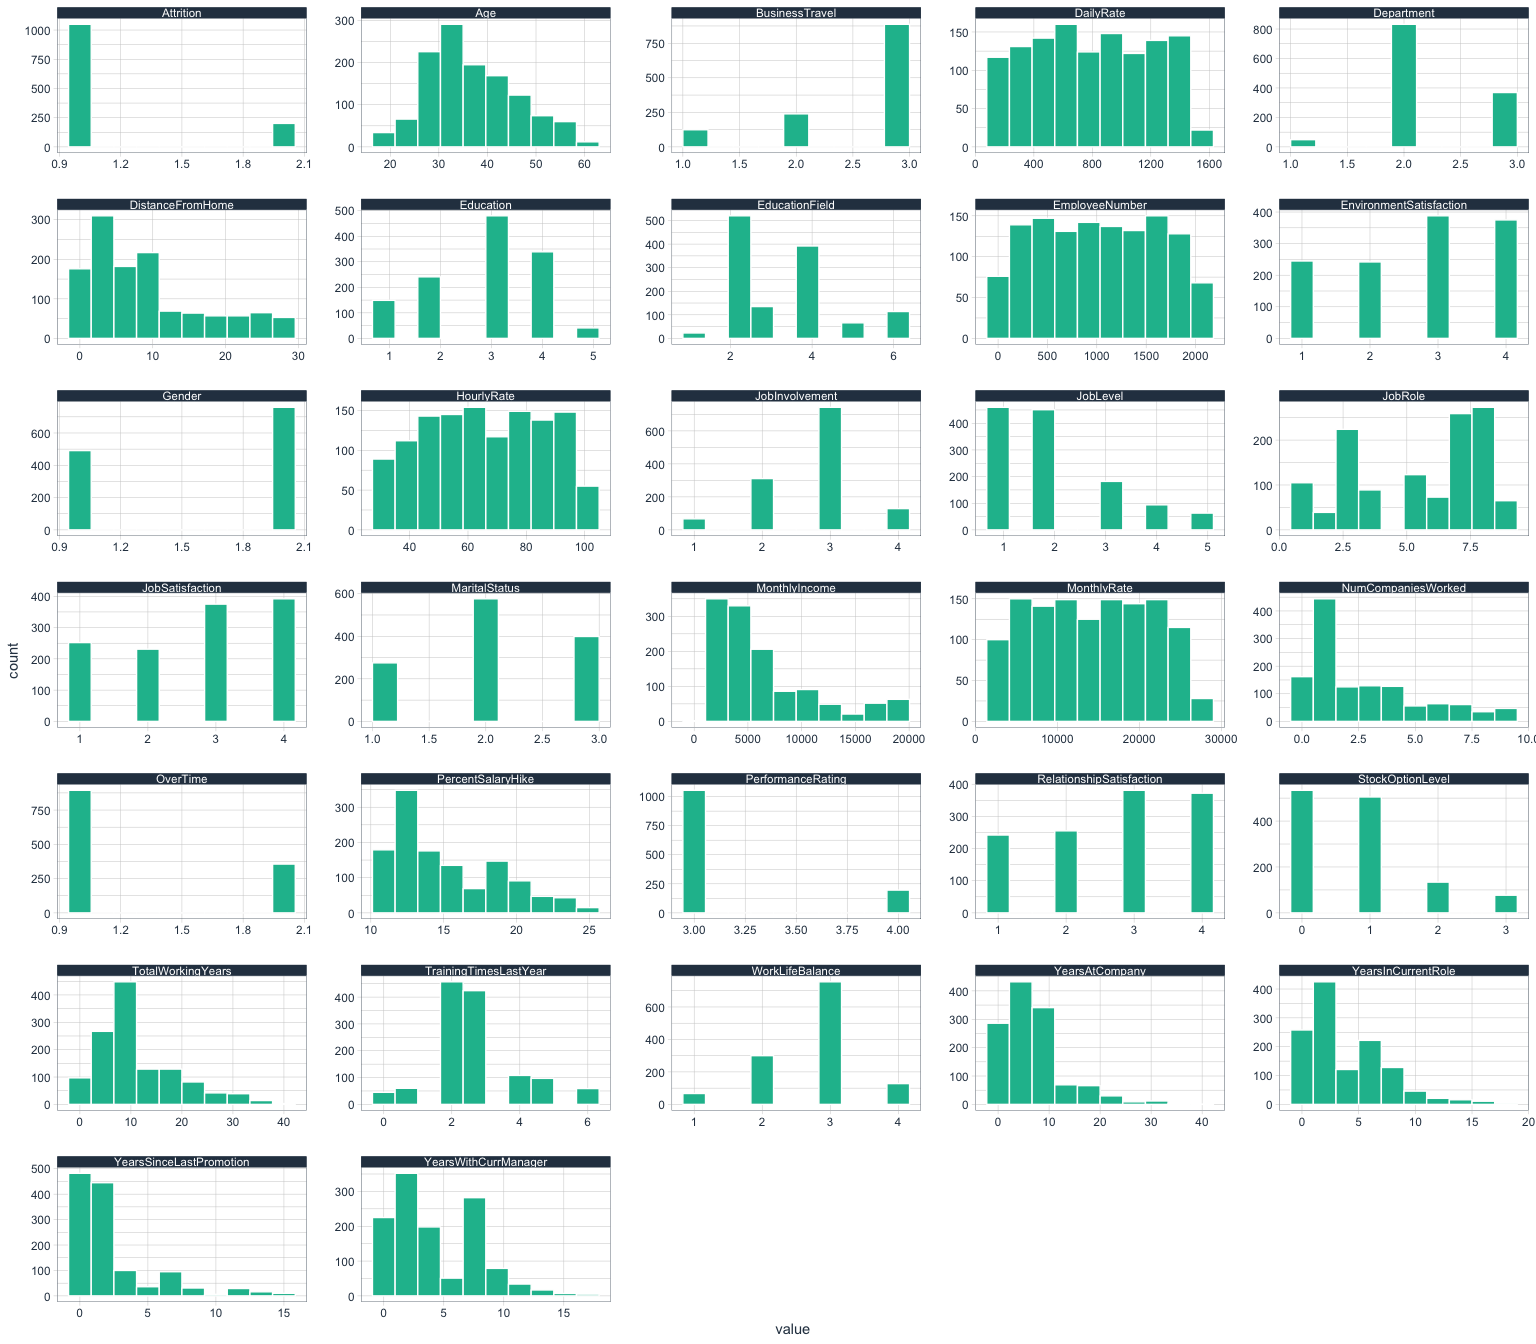 Attrition
1000
750
500
250
0
0.9 1.2 1.5 1.8 2.1
Age
300
200
100
0
20 30 40 50 60
BusinessTravel
750
500
250
0
1.0 1.5 2.0 2.5 3.0
DailyRate
150
100
50
0
0 400 800 1200 1600
Department
800
600
400
200
0
1.0 1.5 2.0 2.5 3.0
DistanceFromHome
300
200
100
0
0 10 20 30
Education
500
400
300
200
100
0
1 2 3 4 5
EducationField
500
400
300
200
100
0
2 4 6
EmployeeNumber
150
100
50
0
0 500 1000 1500 2000
EnvironmentSatisfaction
400
300
200
100
0
1 2 3 4
Gender
600
400
200
0
0.9 1.2 1.5 1.8 2.1
HourlyRate
150
100
50
0
40 60 80 100
JobInvolvement
600
400
200
0
1 2 3 4
JobLevel
400
300
200
100
0
1 2 3 4 5
JobRole
200
100
0
0.0 2.5 5.0 7.5
count
JobSatisfaction
400
300
200
100
0
1 2 3 4
MaritalStatus
600
400
200
0
1.0 1.5 2.0 2.5 3.0
MonthlyIncome
300
200
100
0
0 5000 10000 15000 20000
MonthlyRate
150
100
50
0
0 10000 20000 30000
NumCompaniesWorked
400
300
200
100
0
0.0 2.5 5.0 7.5 10.0
OverTime
750
500
250
0
0.9 1.2 1.5 1.8 2.1
PercentSalaryHike
300
200
100
0
10 15 20 25
PerformanceRating
1000
750
500
250
0
3.00 3.25 3.50 3.75 4.00
RelationshipSatisfaction
400
300
200
100
0
1 2 3 4
StockOptionLevel
400
200
0
0 1 2 3
TotalWorkingYears
400
300
200
100
0
0 10 20 30 40
TrainingTimesLastYear
400
300
200
100
0
0 2 4 6
WorkLifeBalance
600
400
200
0
1 2 3 4
YearsAtCompany
400
300
200
100
0
0 10 20 30 40
YearsInCurrentRole
400
300
200
100
0
0 5 10 15 20
YearsSinceLastPromotion
500
400
300
200
100
0
0 5 10 15
YearsWithCurrManager
300
200
100
0
0 5 10 15
value